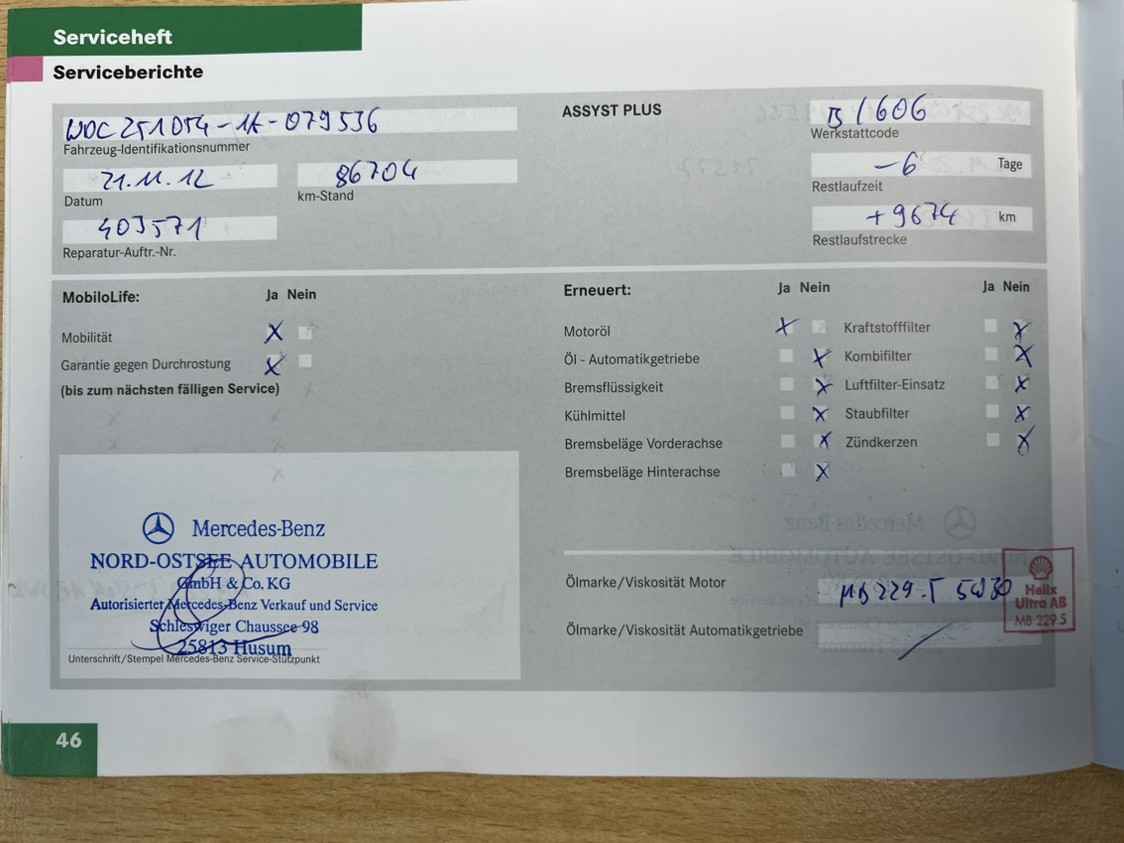 Serviceheft
Serviceberichte
WDC251054-1A-079536
Fahrzeug-Identifikationsnummer
ASSYST PLUS
B/606
Werkstattcode
21.11.12
Datum
86704
km-Stand
-6 Tage
Restlaufzeit
403571
Reparatur-Auftr.-Nr.
+9674 km
Restlaufstrecke
MobiloLife: Ja Nein
Mobilität X
Garantie gegen Durchrostung X
(bis zum nächsten fälligen Service)
Erneuert: Ja Nein Ja Nein
Motoröl X Kraftstofffilter X
Öl - Automatikgetriebe X Kombifilter X
Bremsflüssigkeit X Luftfilter-Einsatz X
Kühlmittel X Staubfilter X
Bremsbeläge Vorderachse X Zündkerzen X
Bremsbeläge Hinterachse X
Mercedes-Benz
NORD-OSTSEE AUTOMOBILE
GmbH & Co. KG
Autorisierter Mercedes-Benz Verkauf und Service
Schleswiger Chaussee 98
25813 Husum
Unterschrift/Stempel Mercedes-Benz Service-Stützpunkt
Ölmarke/Viskosität Motor MB 229.5 5W30
Helix
Ultra AB
MB 229.5
Ölmarke/Viskosität Automatikgetriebe
46